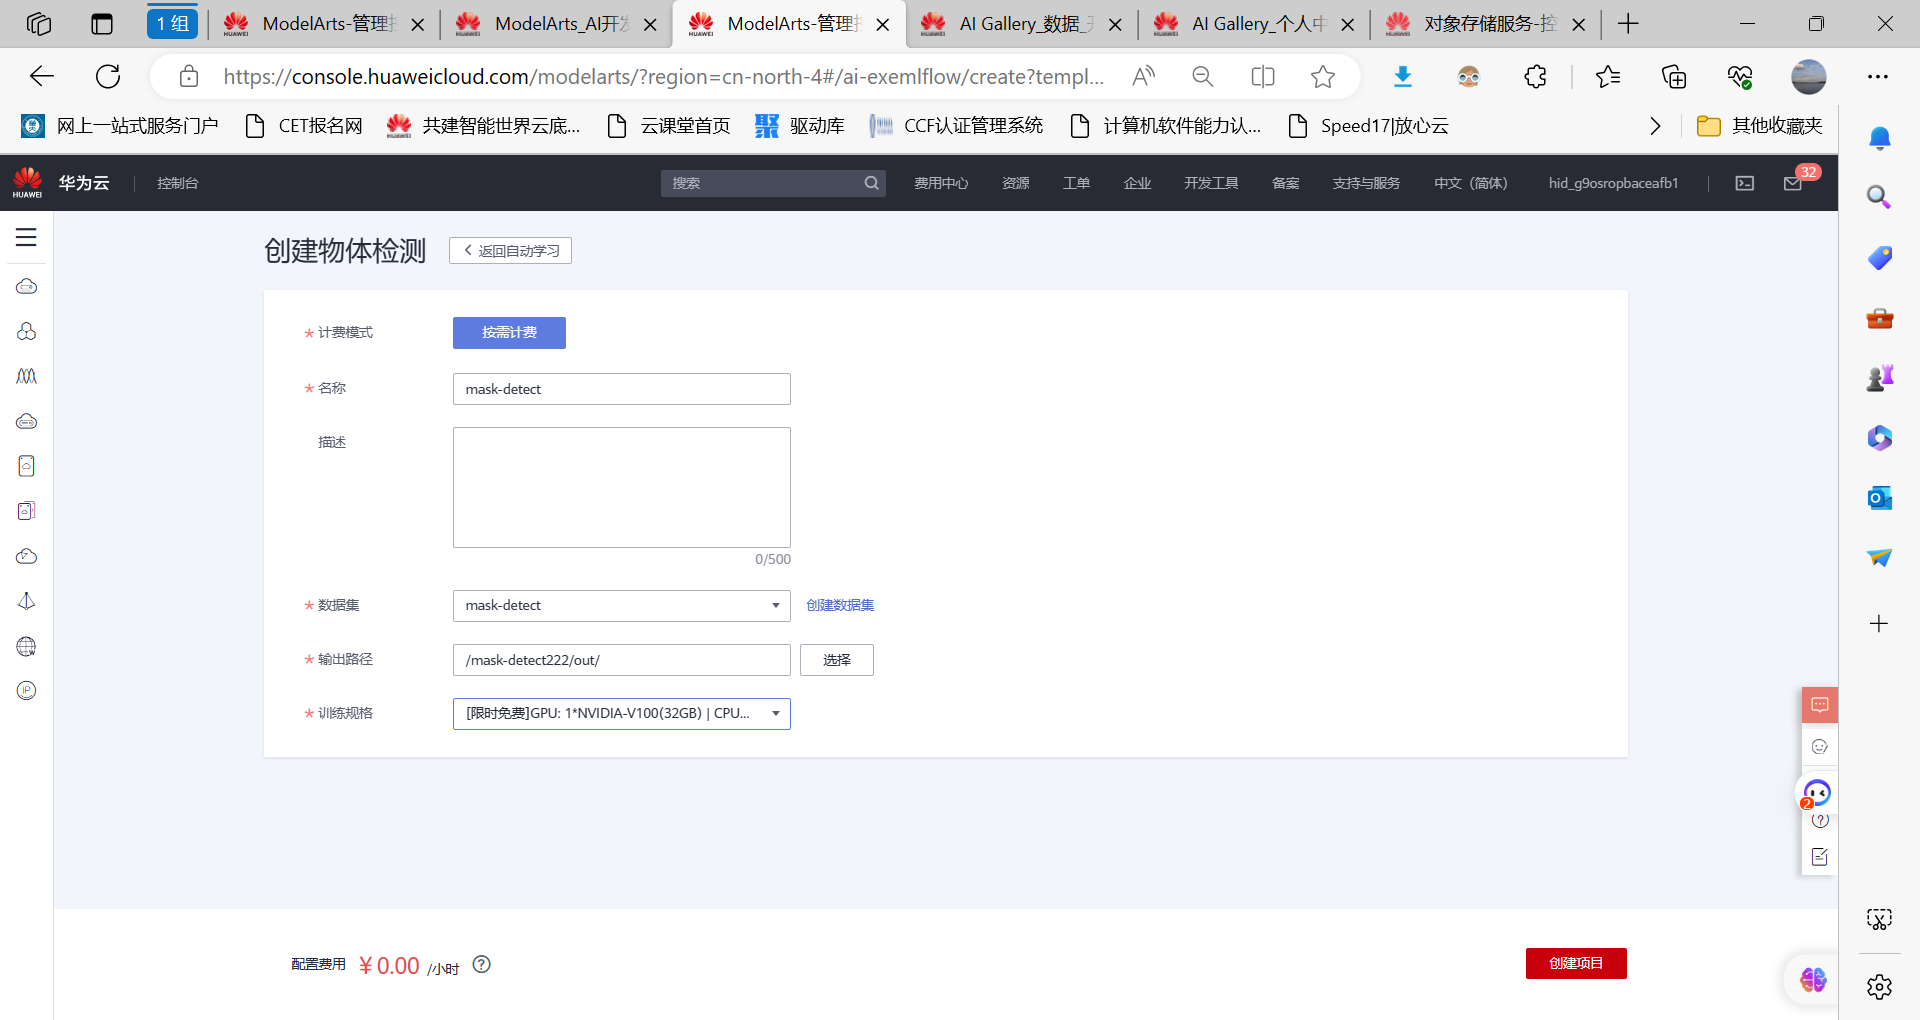 1 组
ModelArts-管理控
ModelArts_AI开发
ModelArts-管理控
AI Gallery_数据_开
AI Gallery_个人中
对象存储服务-控
https://console.huaweicloud.com/modelarts/?region=cn-north-4#/ai-exemlflow/create?templ...
网上一站式服务门户
CET报名网
共建智能世界云底...
云课堂首页
驱动库
CCF认证管理系统
计算机软件能力认...
Speed17|放心云
其他收藏夹
HUAWEI
华为云
控制台
搜索
费用中心
资源
工单
企业
开发工具
备案
支持与服务
中文（简体）
hid_g9osropbaceafb1
32
创建物体检测
返回自动学习
* 计费模式
按需计费
* 名称
mask-detect
描述
0/500
* 数据集
mask-detect
创建数据集
* 输出路径
/mask-detect222/out/
选择
* 训练规格
[限时免费]GPU: 1*NVIDIA-V100(32GB) | CPU...
2
配置费用
¥0.00 /小时
创建项目